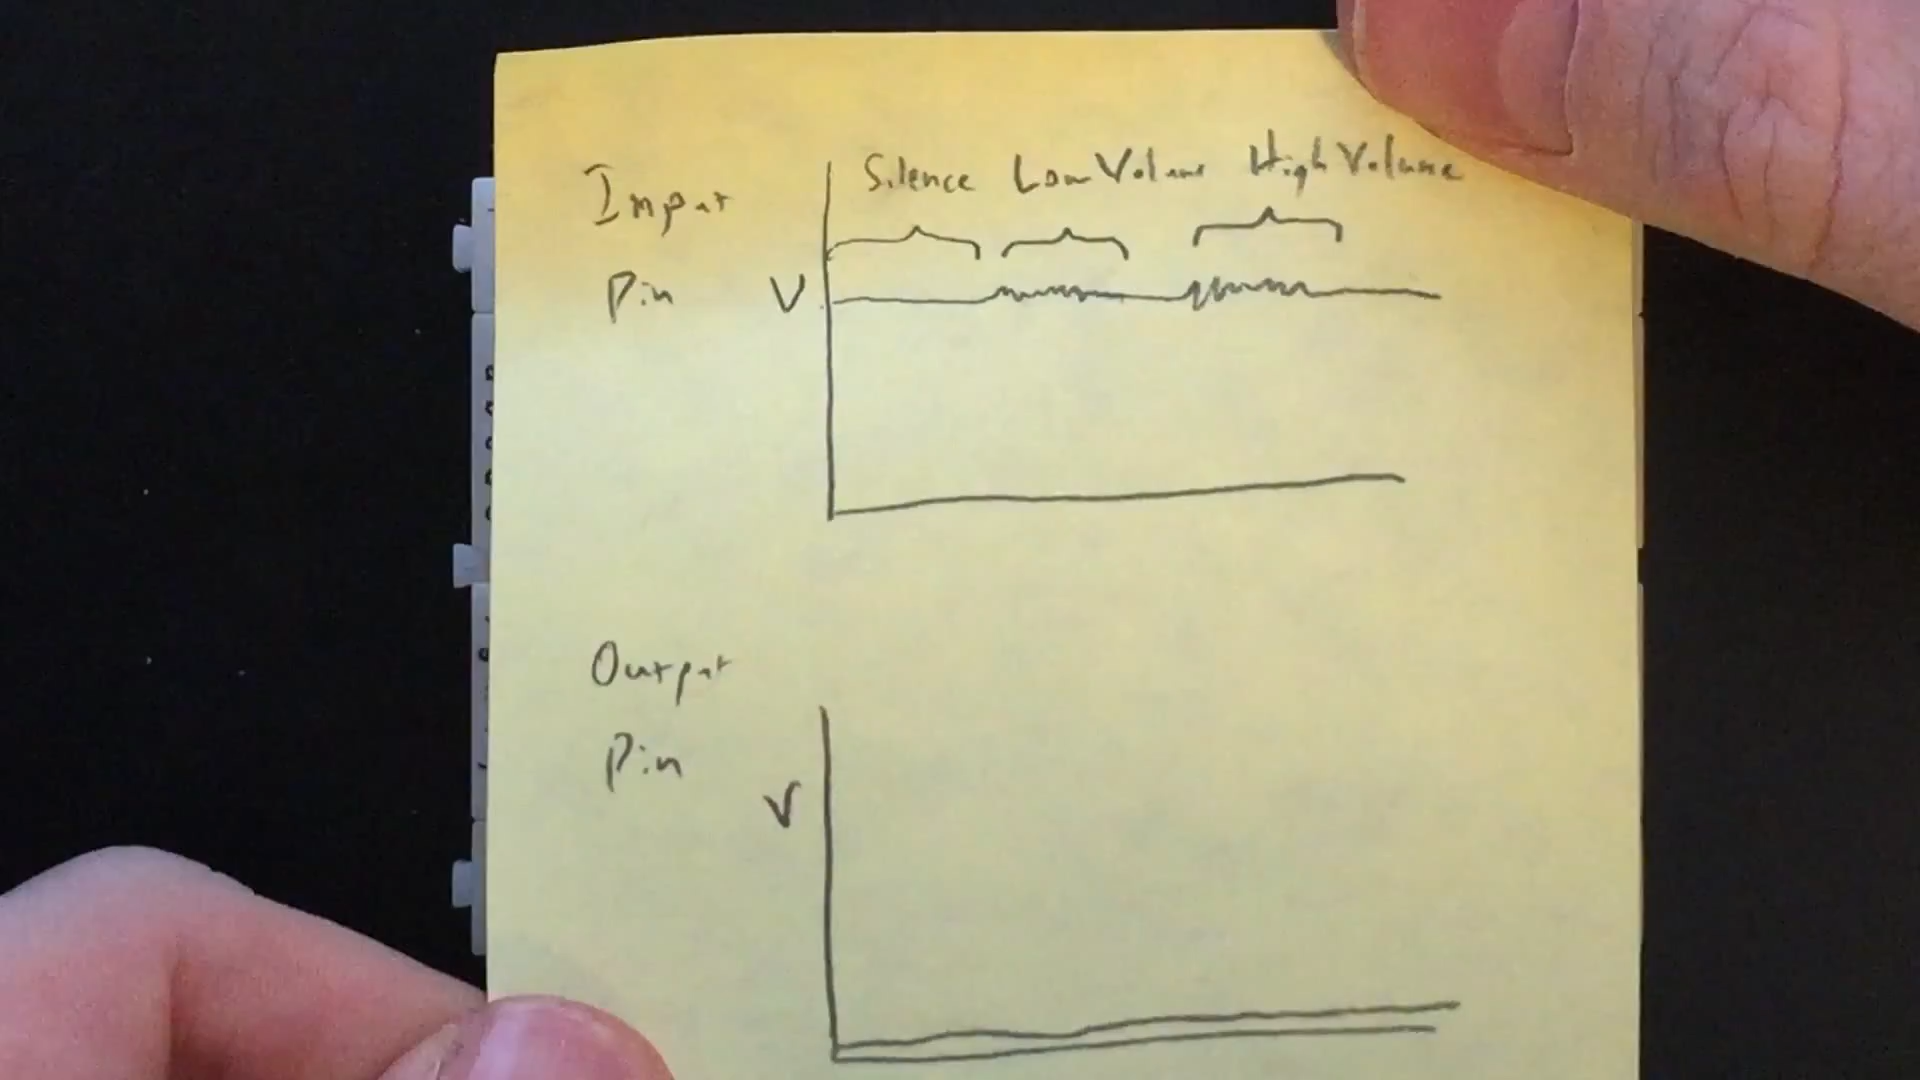 Silence Low Volume High Volume
Input
Pin V
Output
Pin
V